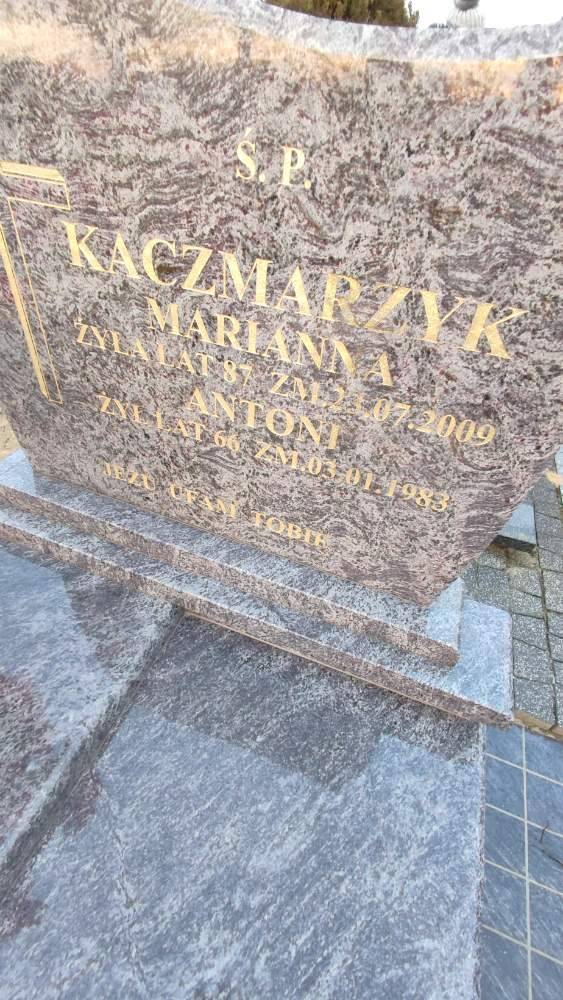 Ś. P.
KACZMARZYK
MARIANNA
ŻYŁA LAT 87 ZM.23.07.2009
ANTONI
ŻYŁ LAT 66 ZM.03.01.1983
JEZU UFAM TOBIE